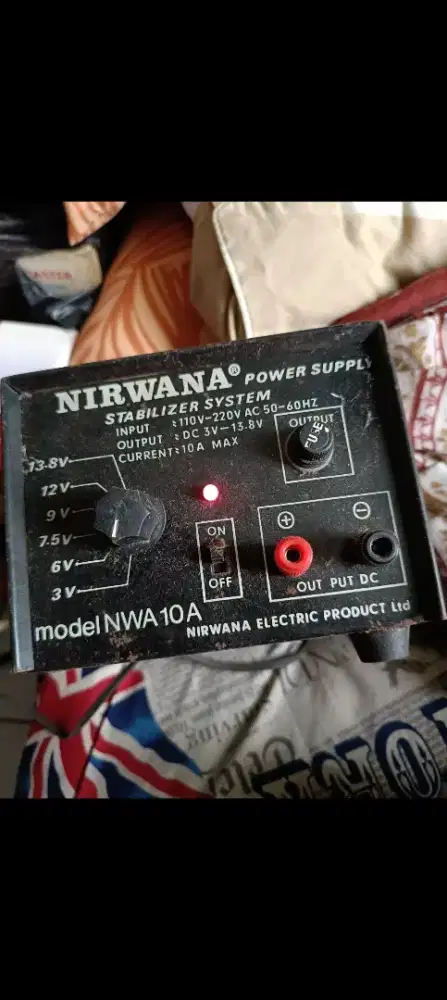 NIRWANA® POWER SUPPLY
STABILIZER SYSTEM
INPUT : 110V-220V AC 50-60HZ
OUTPUT : DC 3V-13.8V
CURRENT : 10A MAX
OUTPUT
FUSE
13.8V
12V
9V
7.5V
6V
3V
ON
OFF
+ −
OUT PUT DC
model NWA 10A
NIRWANA ELECTRIC PRODUCT Ltd